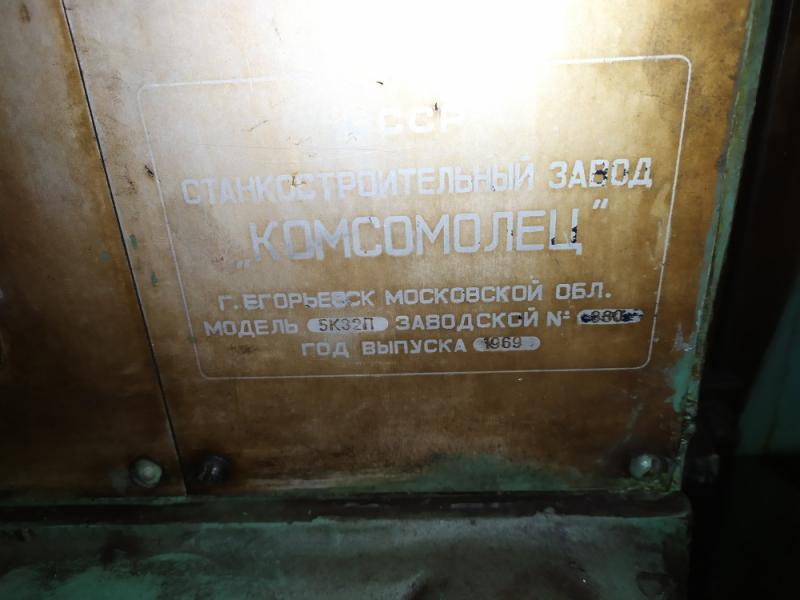 СССР
СТАНКОСТРОИТЕЛЬНЫЙ ЗАВОД
„КОМСОМОЛЕЦ”
Г. ЕГОРЬЕВСК МОСКОВСКОЙ ОБЛ.
МОДЕЛЬ 5К32П ЗАВОДСКОЙ №
ГОД ВЫПУСКА 1969